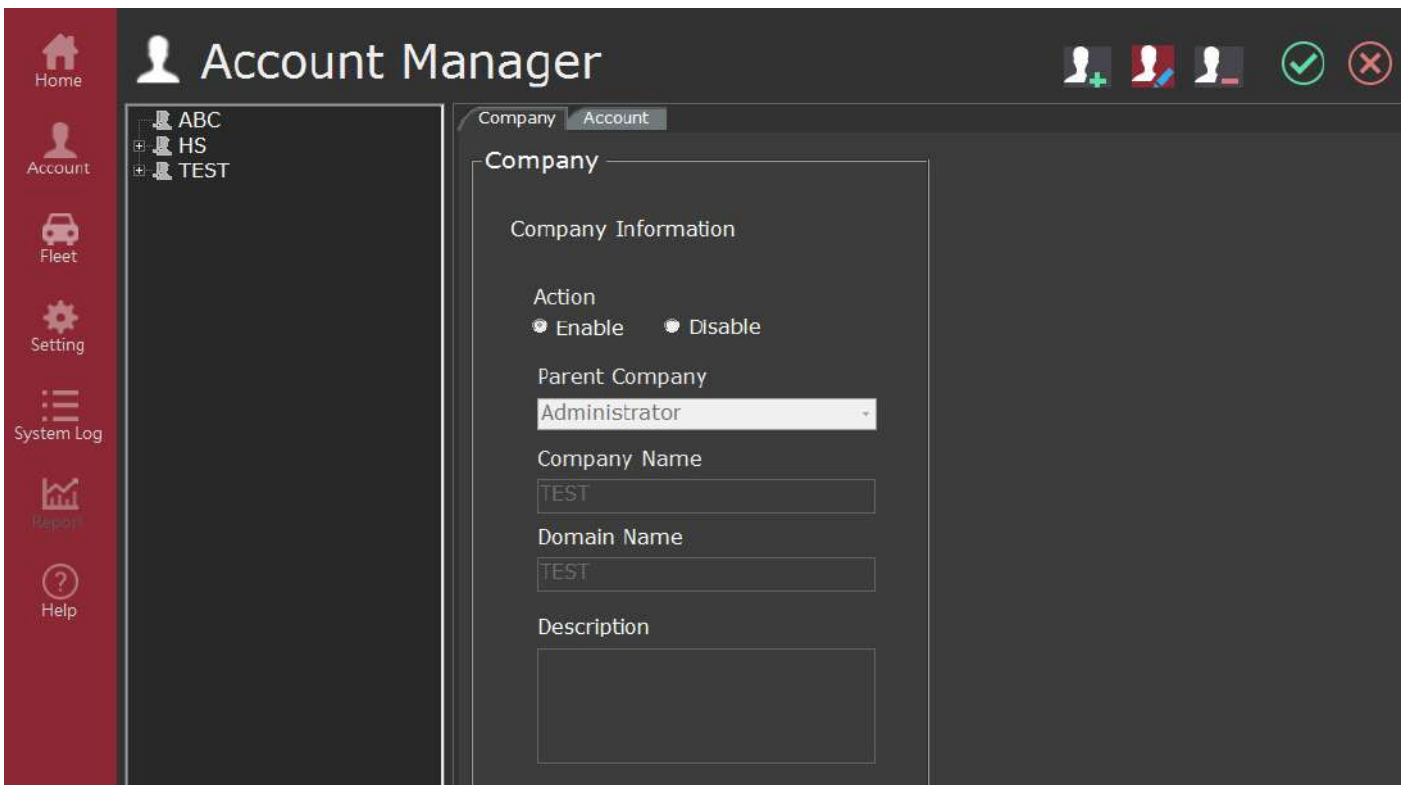 Account Manager
Home
Account
Fleet
Setting
System Log
Report
Help
ABC
HS
TEST
Company Account
Company
Company Information
Action
Enable Disable
Parent Company
Administrator
Company Name
TEST
Domain Name
TEST
Description